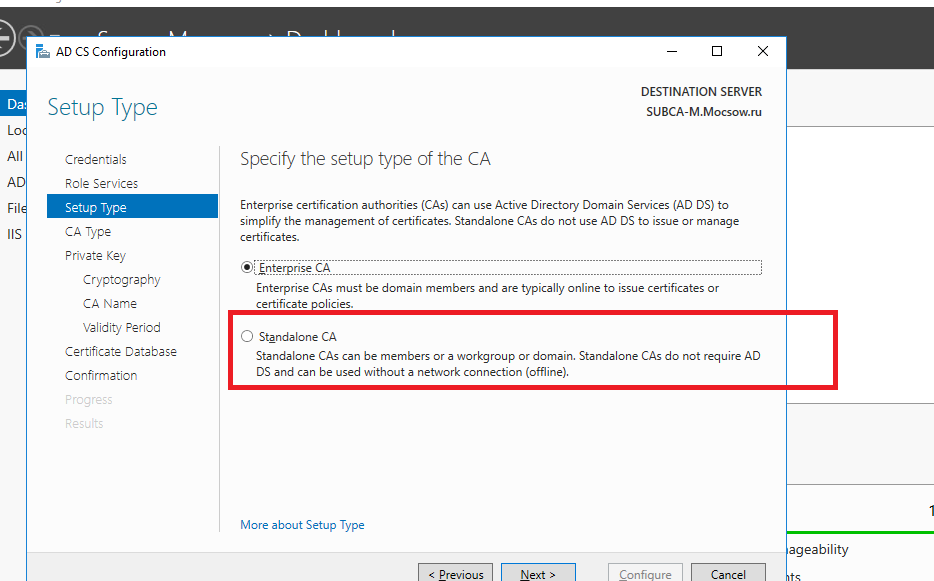 AD CS Configuration
Setup Type
DESTINATION SERVER
SUBCA-M.Mocsow.ru
Credentials
Role Services
Setup Type
CA Type
Private Key
Cryptography
CA Name
Validity Period
Certificate Database
Confirmation
Progress
Results
Specify the setup type of the CA
Enterprise certification authorities (CAs) can use Active Directory Domain Services (AD DS) to
simplify the management of certificates. Standalone CAs do not use AD DS to issue or manage
certificates.
Enterprise CA
Enterprise CAs must be domain members and are typically online to issue certificates or
certificate policies.
Standalone CA
Standalone CAs can be members or a workgroup or domain. Standalone CAs do not require AD
DS and can be used without a network connection (offline).
More about Setup Type
< Previous
Next >
Configure
Cancel
All
AD
File
IIS
1